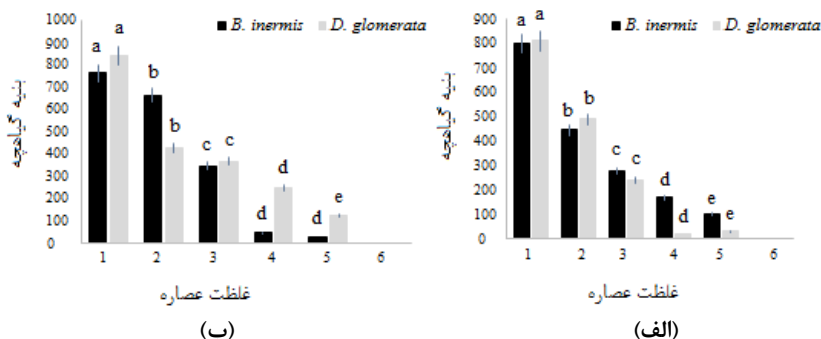 B. inermis D. glomerata
بنیه گیاهچه
1000
900
800
700
600
500
400
300
200
100
0
a a
b b
c c
d d
d e
1 2 3 4 5 6
غلظت عصاره
(ب)
B. inermis D. glomerata
بنیه گیاهچه
900
800
700
600
500
400
300
200
100
0
a a
b b
c c
d d
e e
1 2 3 4 5 6
غلظت عصاره
(الف)